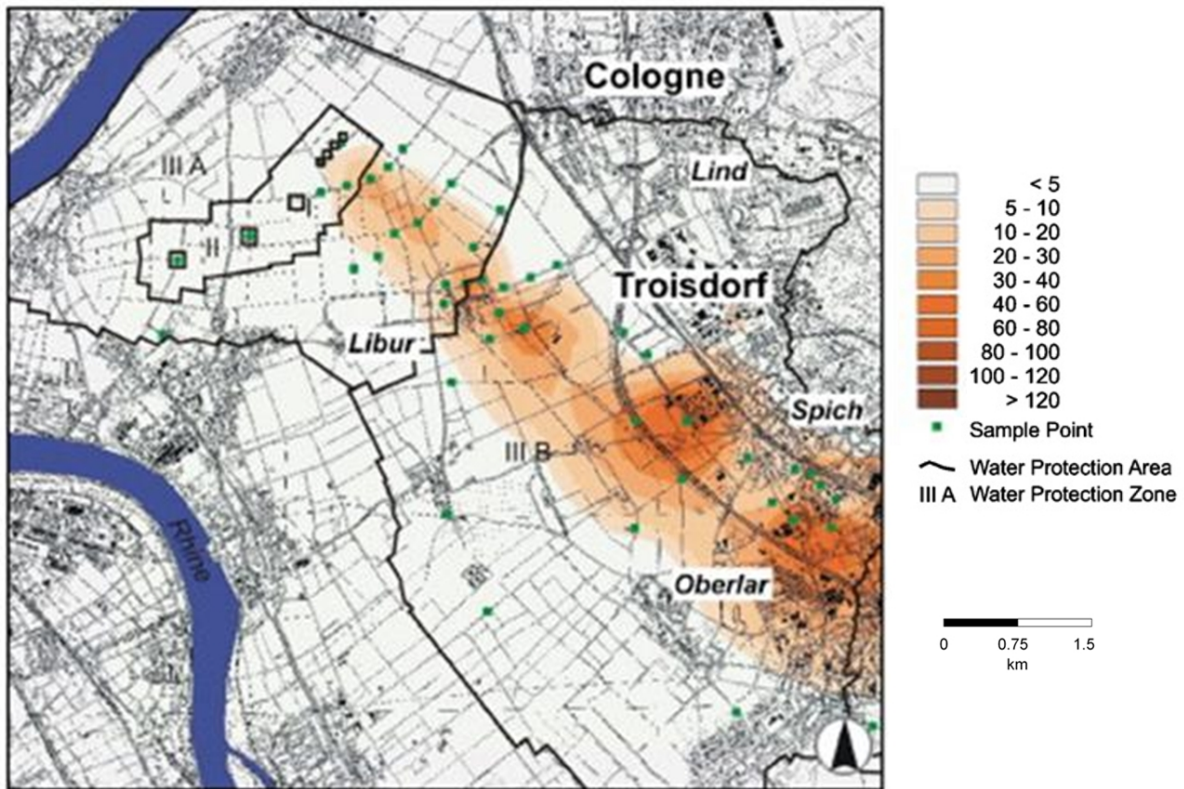 Cologne
Lind
III A
I
II
Troisdorf
Libur
Spich
III B
Rhine
Oberlar
< 5
5 - 10
10 - 20
20 - 30
30 - 40
40 - 60
60 - 80
80 - 100
100 - 120
> 120
Sample Point
Water Protection Area
III A Water Protection Zone
0 0.75 1.5
km